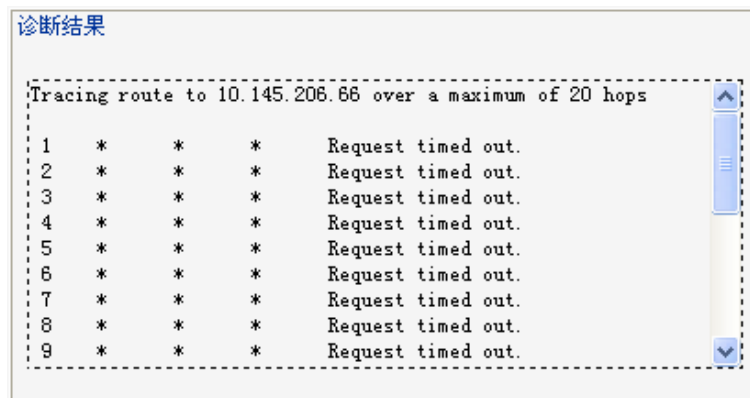 诊断结果
Tracing route to 10.145.206.66 over a maximum of 20 hops
1 * * * Request timed out.
2 * * * Request timed out.
3 * * * Request timed out.
4 * * * Request timed out.
5 * * * Request timed out.
6 * * * Request timed out.
7 * * * Request timed out.
8 * * * Request timed out.
9 * * * Request timed out.